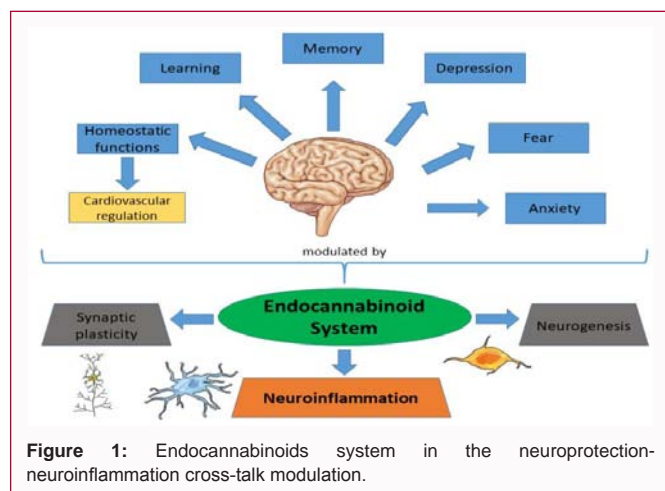 Memory
Learning
Depression
Homeostatic
functions
Fear
Cardiovascular
regulation
Anxiety
modulated by
Synaptic
plasticity
Endocannabinoid
System
Neurogenesis
Neuroinflammation
Figure 1: Endocannabinoids system in the neuroprotection-
neuroinflammation cross-talk modulation.